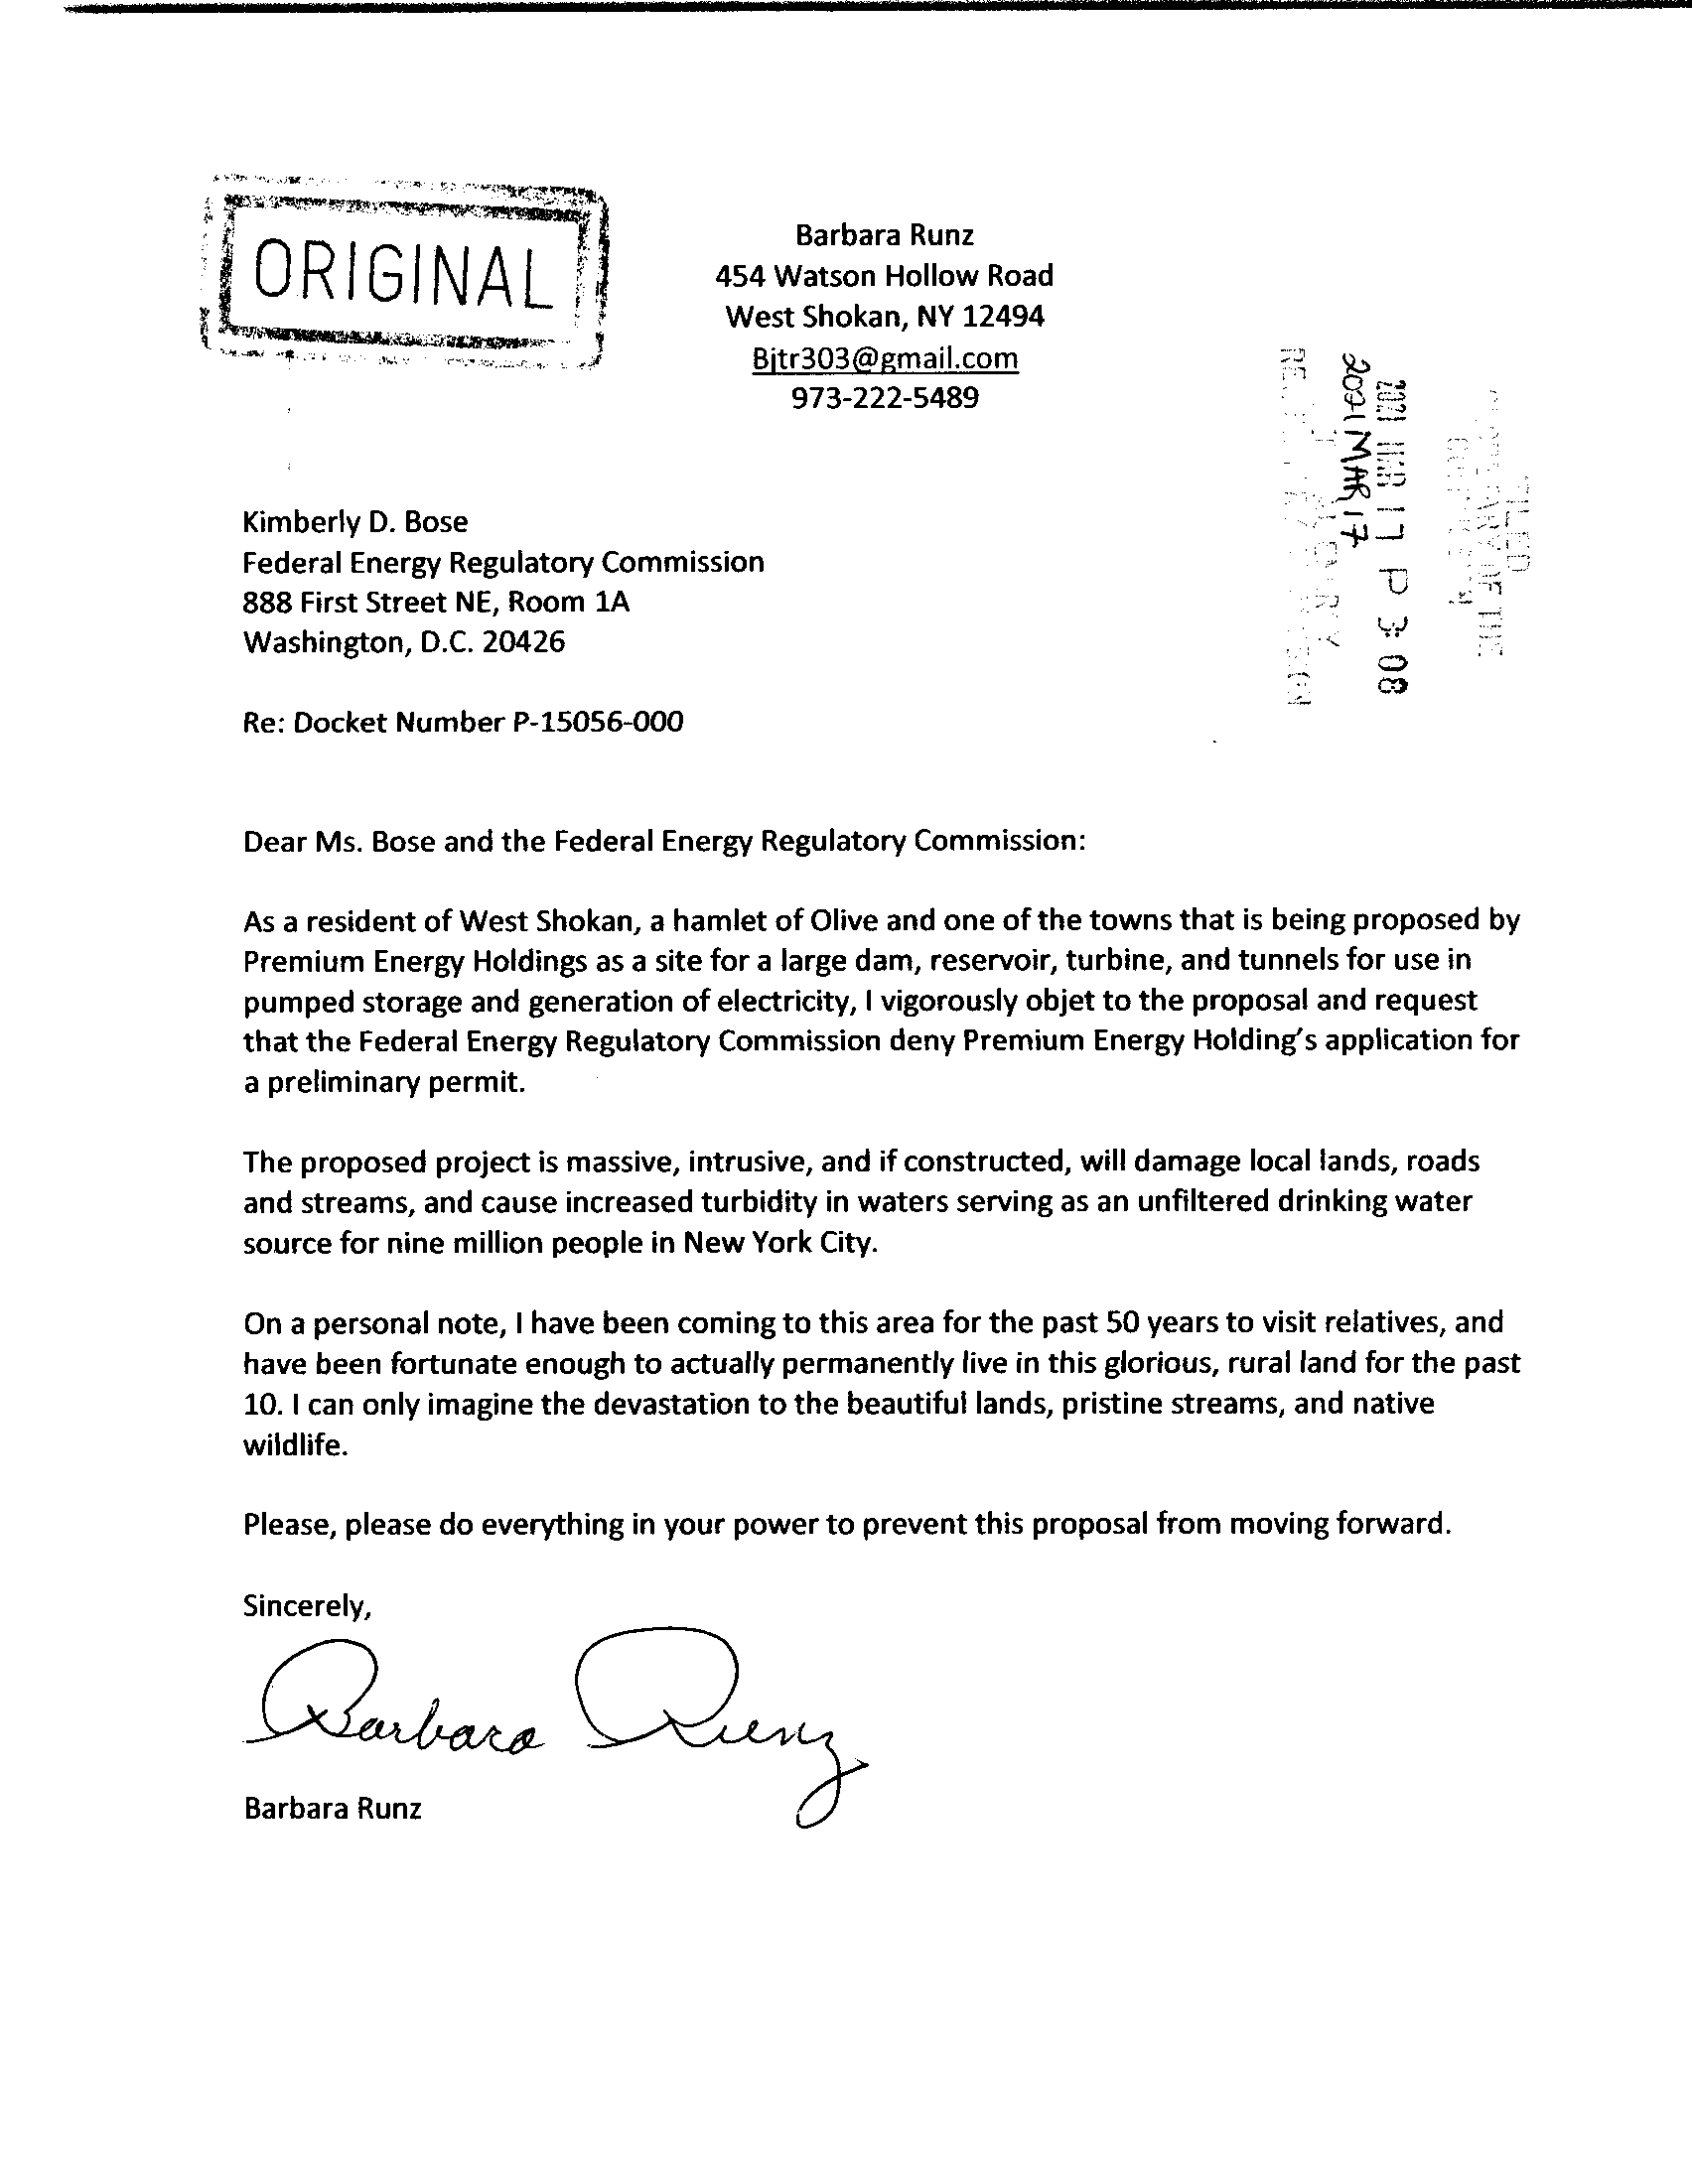 ORIGINAL
Barbara Runz
454 Watson Hollow Road
West Shokan, NY 12494
Bjtr303@gmail.com
973-222-5489
FILED
OF THE
2021 MAR 17 P 3:08
2021 MAR 17
Kimberly D. Bose
Federal Energy Regulatory Commission
888 First Street NE, Room 1A
Washington, D.C. 20426
Re: Docket Number P-15056-000
Dear Ms. Bose and the Federal Energy Regulatory Commission:
As a resident of West Shokan, a hamlet of Olive and one of the towns that is being proposed by
Premium Energy Holdings as a site for a large dam, reservoir, turbine, and tunnels for use in
pumped storage and generation of electricity, I vigorously objet to the proposal and request
that the Federal Energy Regulatory Commission deny Premium Energy Holding's application for
a preliminary permit.
The proposed project is massive, intrusive, and if constructed, will damage local lands, roads
and streams, and cause increased turbidity in waters serving as an unfiltered drinking water
source for nine million people in New York City.
On a personal note, I have been coming to this area for the past 50 years to visit relatives, and
have been fortunate enough to actually permanently live in this glorious, rural land for the past
10. I can only imagine the devastation to the beautiful lands, pristine streams, and native
wildlife.
Please, please do everything in your power to prevent this proposal from moving forward.
Sincerely,
Barbara Runz
Barbara Runz